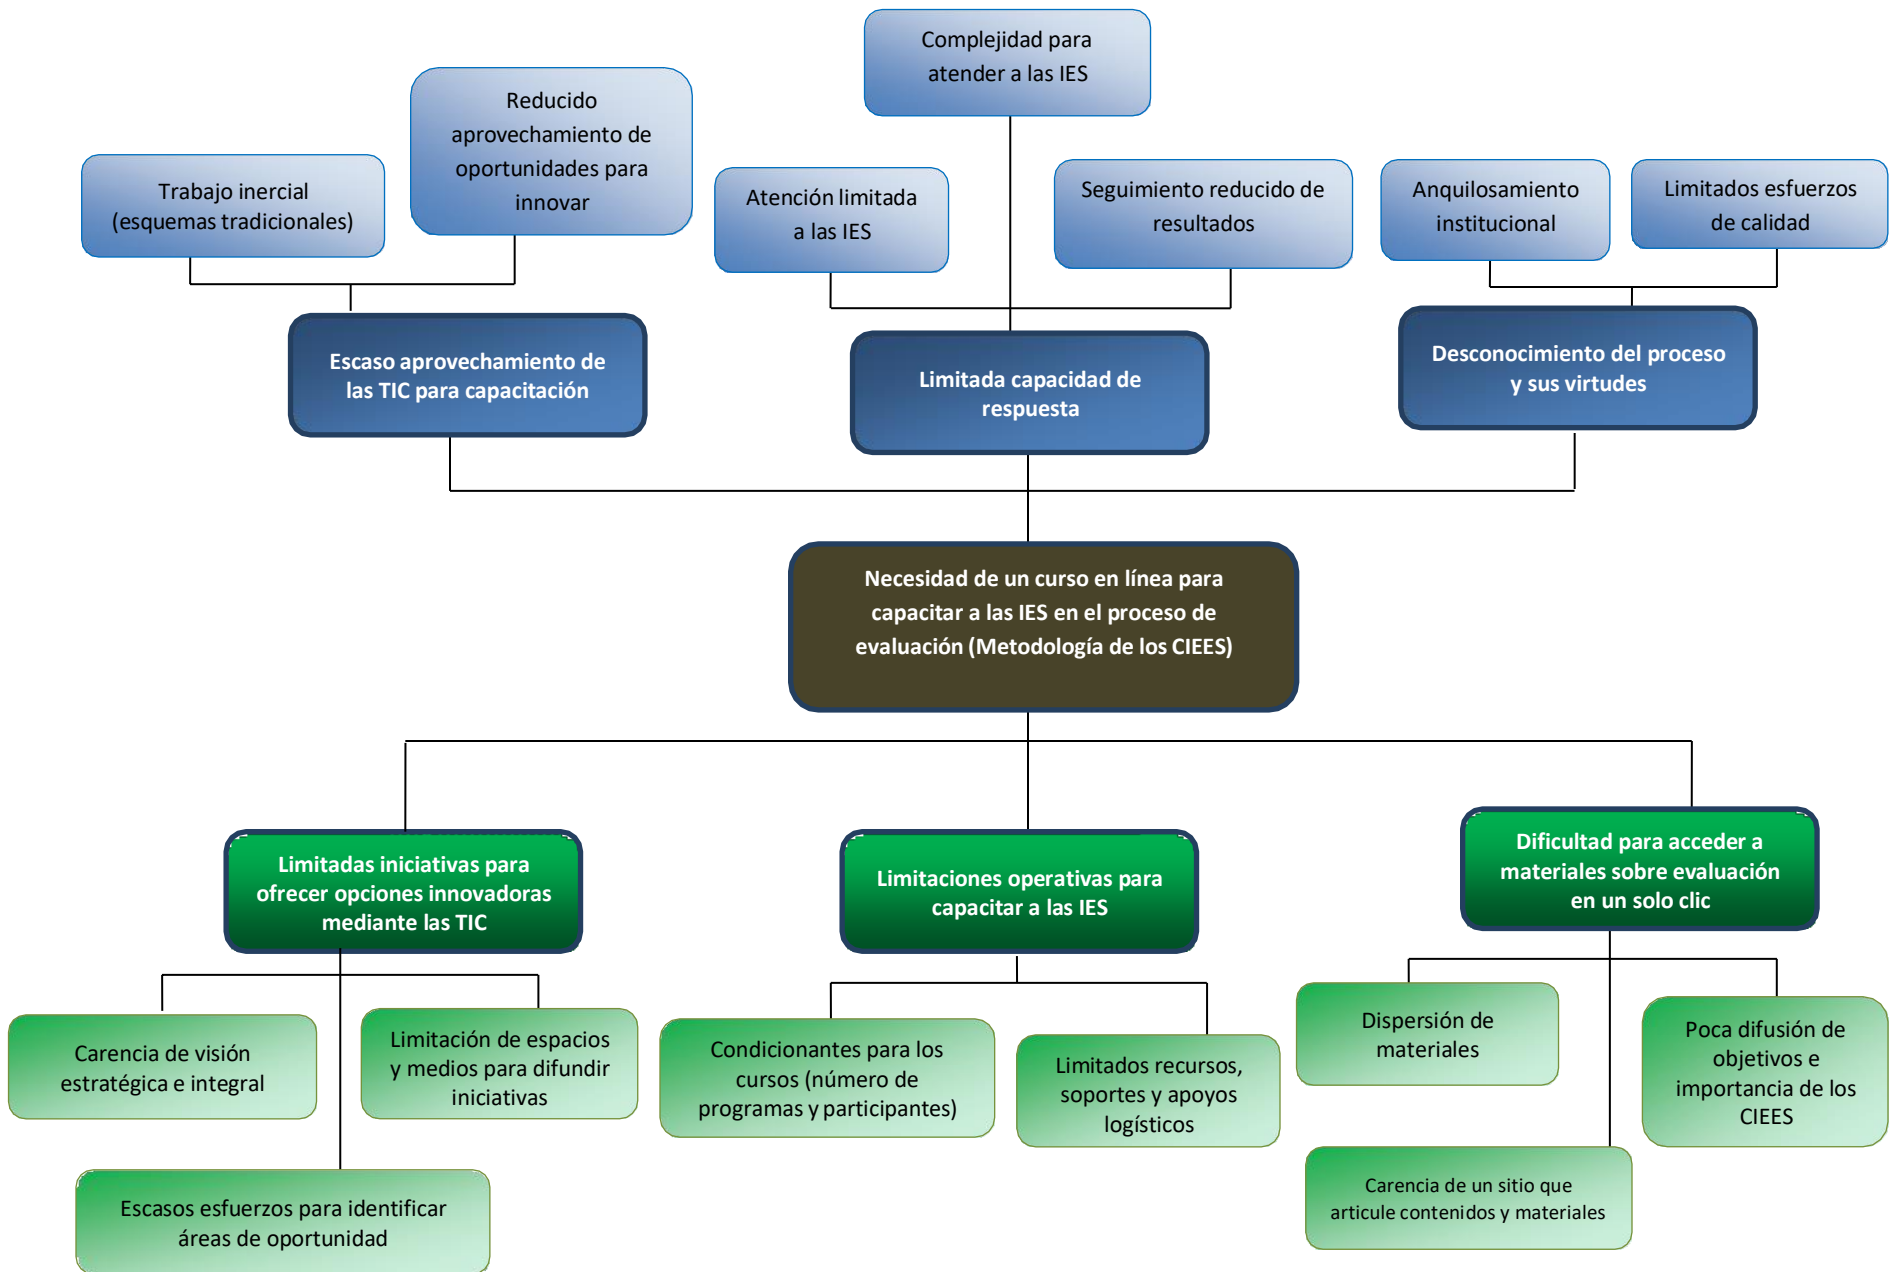 Complejidad para
atender a las IES
Reducido
aprovechamiento de
oportunidades para
innovar
Trabajo inercial
(esquemas tradicionales)
Atención limitada
a las IES
Seguimiento reducido de
resultados
Anquilosamiento
institucional
Limitados esfuerzos
de calidad
Escaso aprovechamiento de
las TIC para capacitación
Limitada capacidad de
respuesta
Desconocimiento del proceso
y sus virtudes
Necesidad de un curso en línea para
capacitar a las IES en el proceso de
evaluación (Metodología de los CIEES)
Limitadas iniciativas para
ofrecer opciones innovadoras
mediante las TIC
Limitaciones operativas para
capacitar a las IES
Dificultad para acceder a
materiales sobre evaluación
en un solo clic
Carencia de visión
estratégica e integral
Limitación de espacios
y medios para difundir
iniciativas
Condicionantes para los
cursos (número de
programas y participantes)
Limitados recursos,
soportes y apoyos
logísticos
Dispersión de
materiales
Poca difusión de
objetivos e
importancia de los
CIEES
Escasos esfuerzos para identificar
áreas de oportunidad
Carencia de un sitio que
articule contenidos y materiales